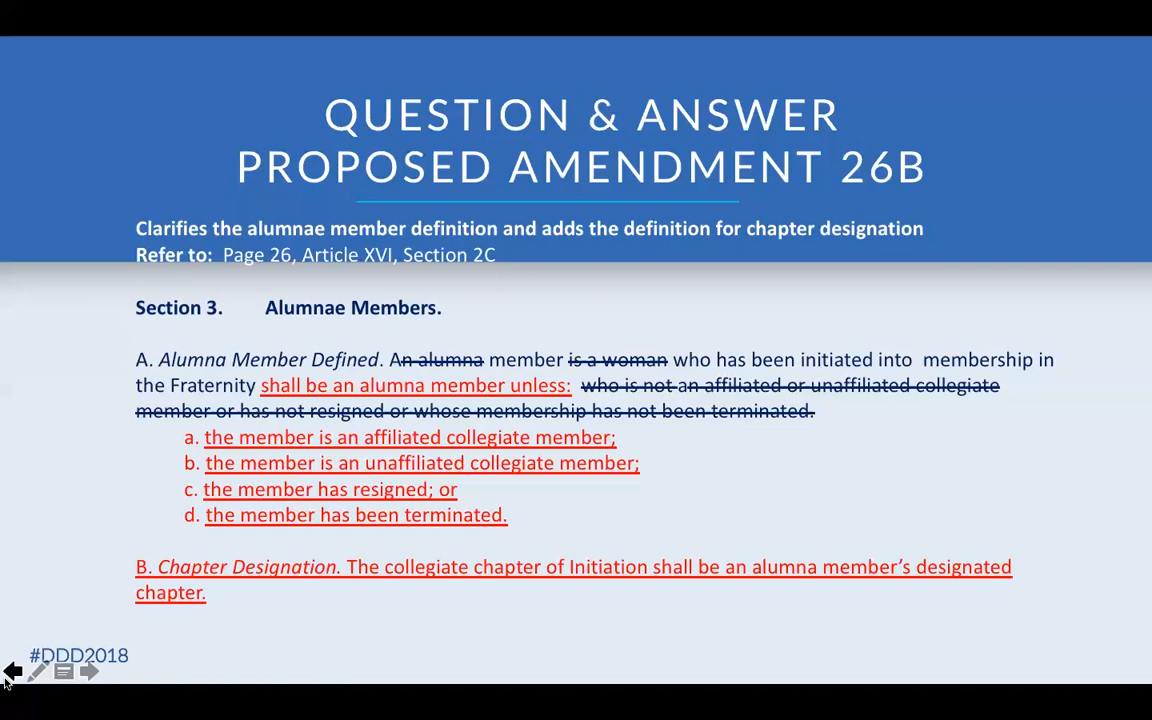 QUESTION & ANSWER
PROPOSED AMENDMENT 26B
Clarifies the alumnae member definition and adds the definition for chapter designation
Refer to: Page 26, Article XVI, Section 2C
Section 3. Alumnae Members.
A. Alumna Member Defined. An alumna member is a woman who has been initiated into membership in
the Fraternity shall be an alumna member unless: who is not an affiliated or unaffiliated collegiate
member or has not resigned or whose membership has not been terminated.
a. the member is an affiliated collegiate member;
b. the member is an unaffiliated collegiate member;
c. the member has resigned; or
d. the member has been terminated.
B. Chapter Designation. The collegiate chapter of Initiation shall be an alumna member’s designated
chapter.
#DDD2018